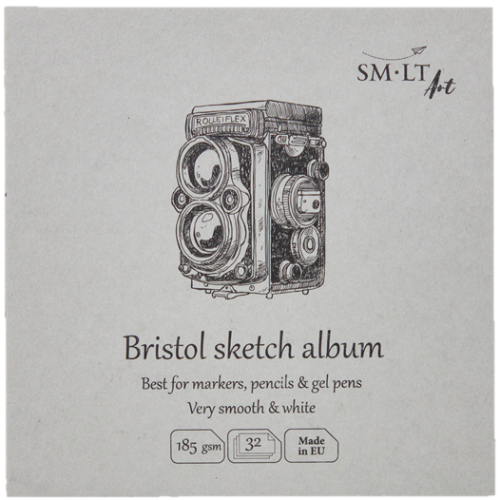 SM·LT
Art
ROLLEIFLEX
Bristol sketch album
Best for markers, pencils & gel pens
Very smooth & white
185 gsm
32
Made
in EU